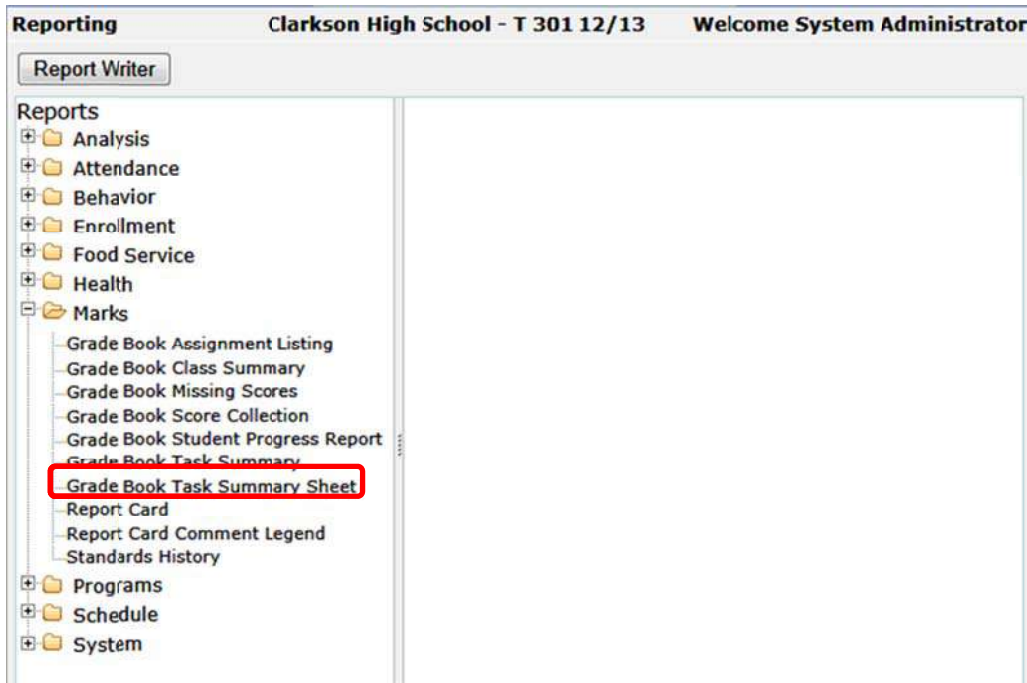 Reporting Clarkson High School - T 301 12/13 Welcome System Administrator
Report Writer
Reports
Analysis
Attendance
Behavior
Enrollment
Food Service
Health
Marks
Grade Book Assignment Listing
Grade Book Class Summary
Grade Book Missing Scores
Grade Book Score Collection
Grade Book Student Progress Report
Grade Book Task Summary
Grade Book Task Summary Sheet
Report Card
Report Card Comment Legend
Standards History
Programs
Schedule
System